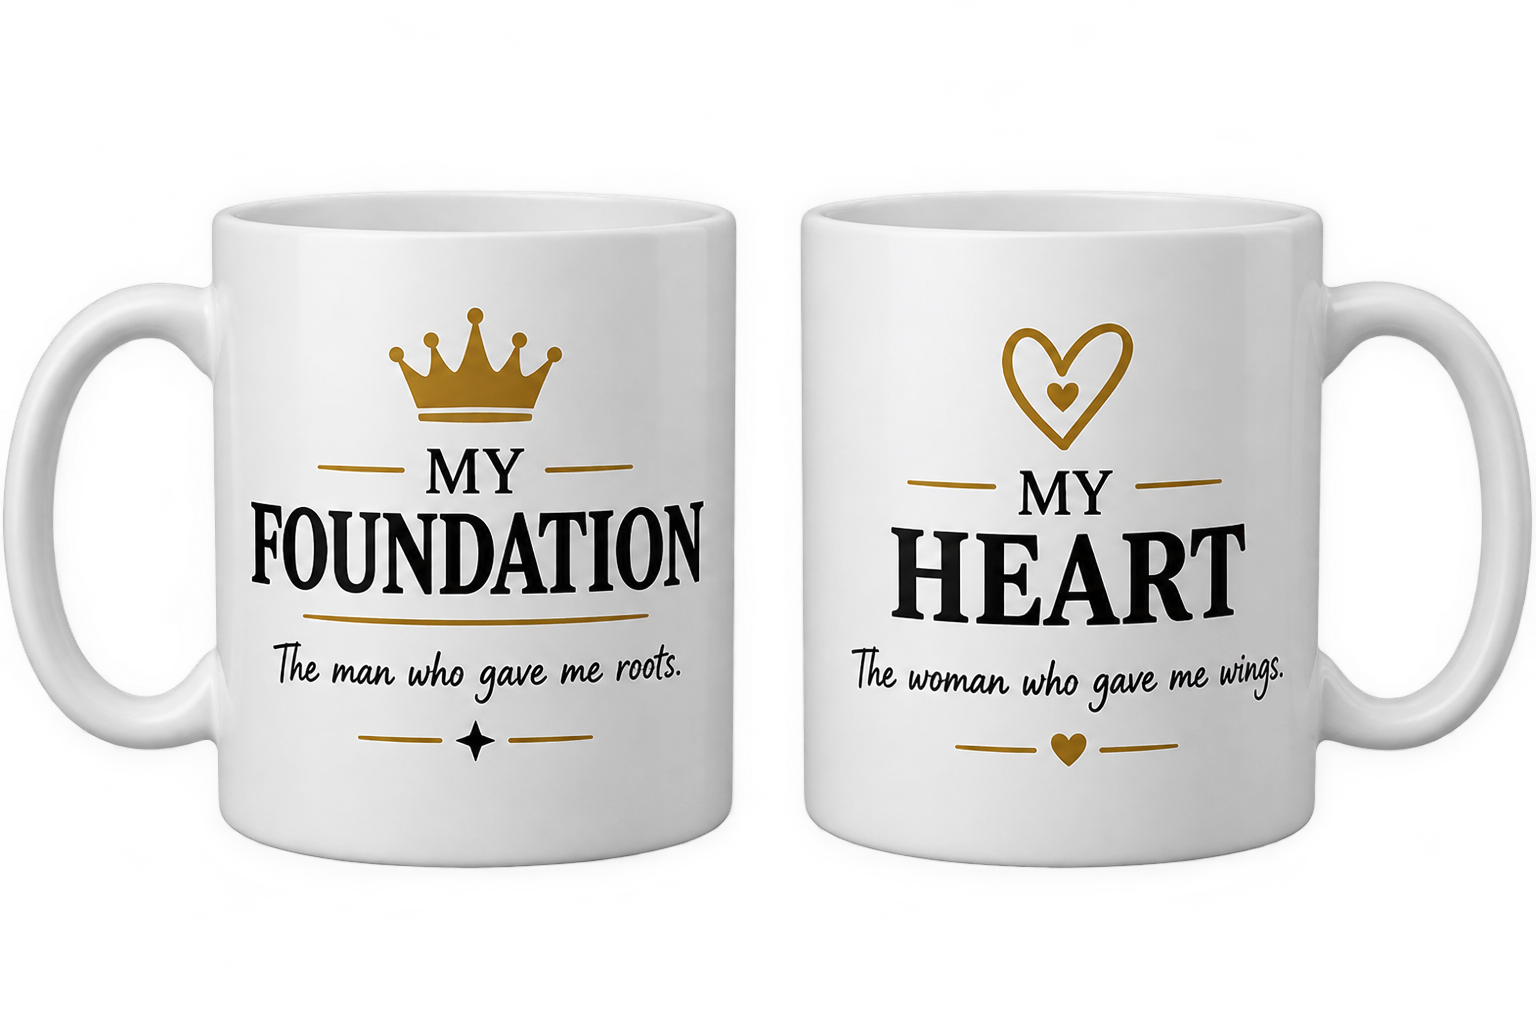 MY
FOUNDATION
The man who gave me roots.
MY
HEART
The woman who gave me wings.